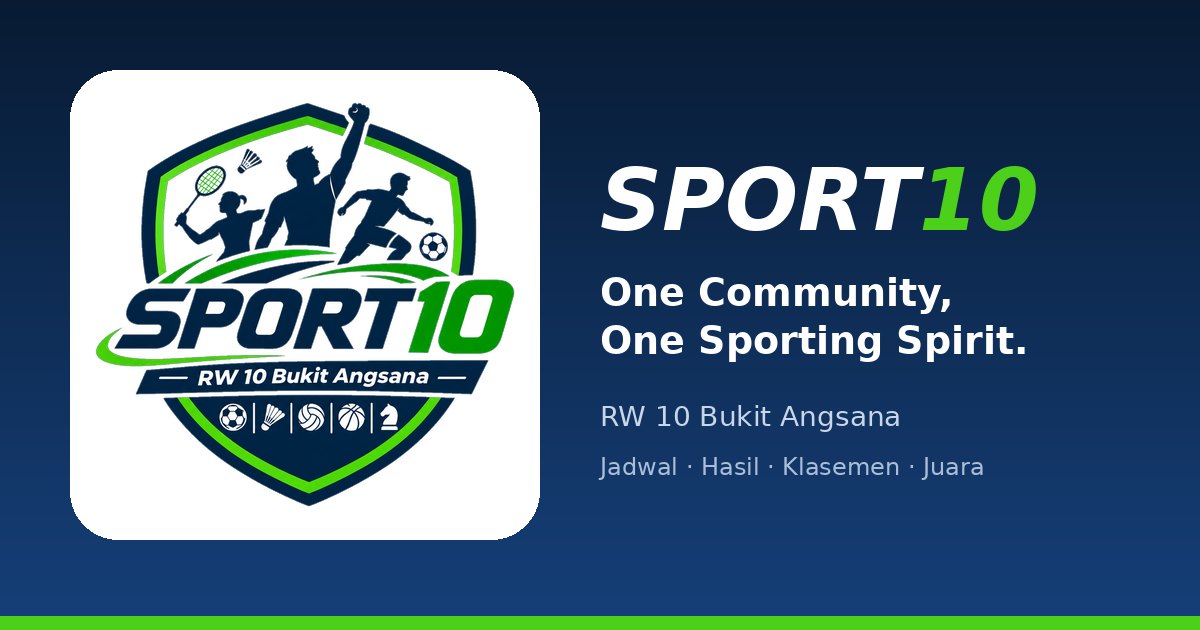 SPORT10
RW 10 Bukit Angsana
SPORT10
One Community,
One Sporting Spirit.
RW 10 Bukit Angsana
Jadwal · Hasil · Klasemen · Juara